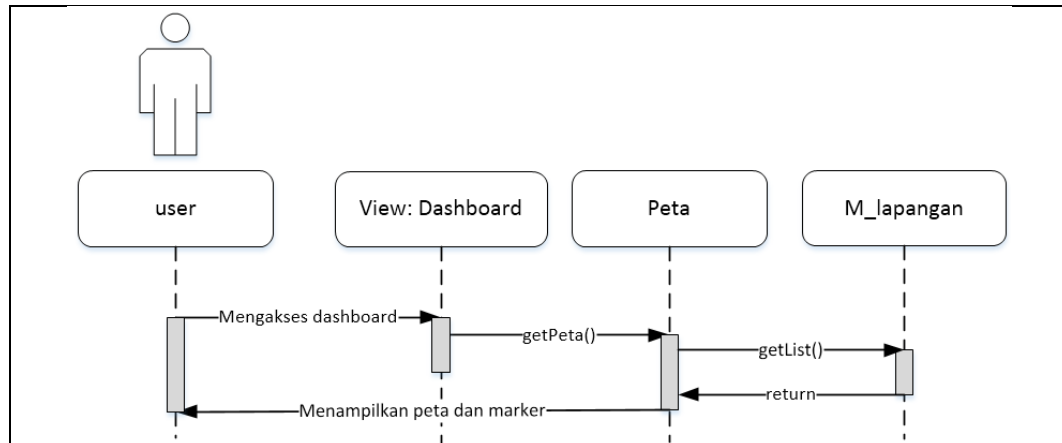 user
View: Dashboard
Peta
M_lapangan
Mengakses dashboard
getPeta()
getList()
return
Menampilkan peta dan marker